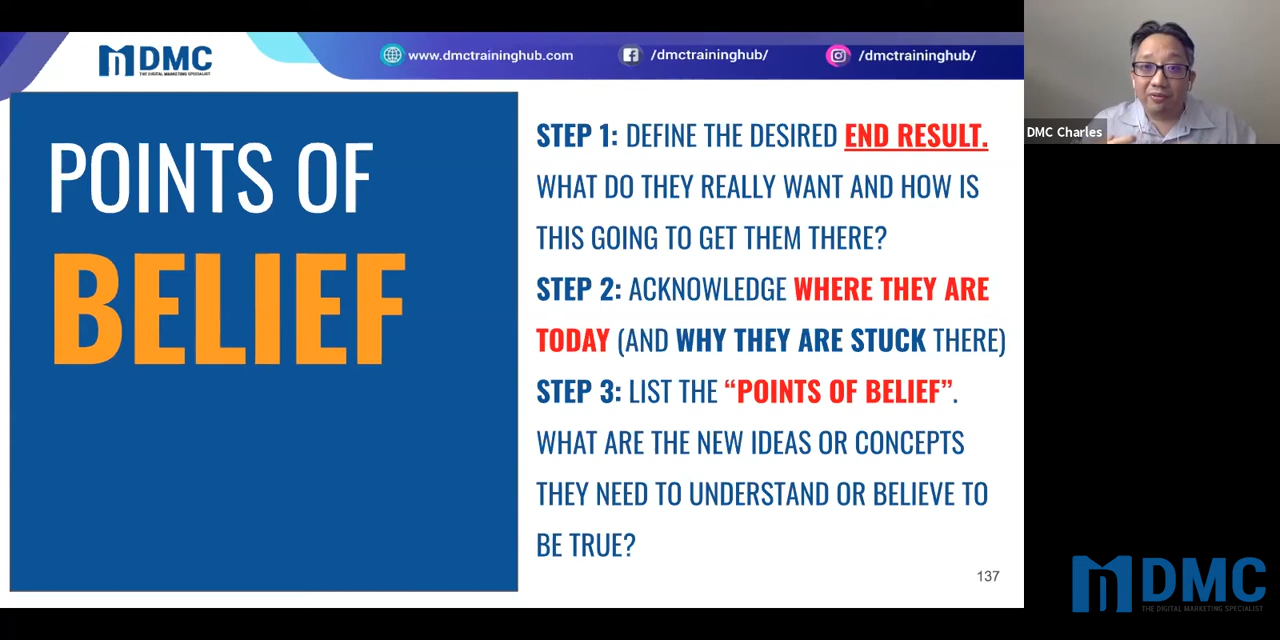 DMC
THE DIGITAL MARKETING SPECIALIST
www.dmctraininghub.com
/dmctraininghub/
/dmctraininghub/
DMC Charles
POINTS OF
BELIEF
STEP 1: DEFINE THE DESIRED END RESULT.
WHAT DO THEY REALLY WANT AND HOW IS
THIS GOING TO GET THEM THERE?
STEP 2: ACKNOWLEDGE WHERE THEY ARE
TODAY (AND WHY THEY ARE STUCK THERE)
STEP 3: LIST THE “POINTS OF BELIEF”.
WHAT ARE THE NEW IDEAS OR CONCEPTS
THEY NEED TO UNDERSTAND OR BELIEVE TO
BE TRUE?
137
DMC
THE DIGITAL MARKETING SPECIALIST